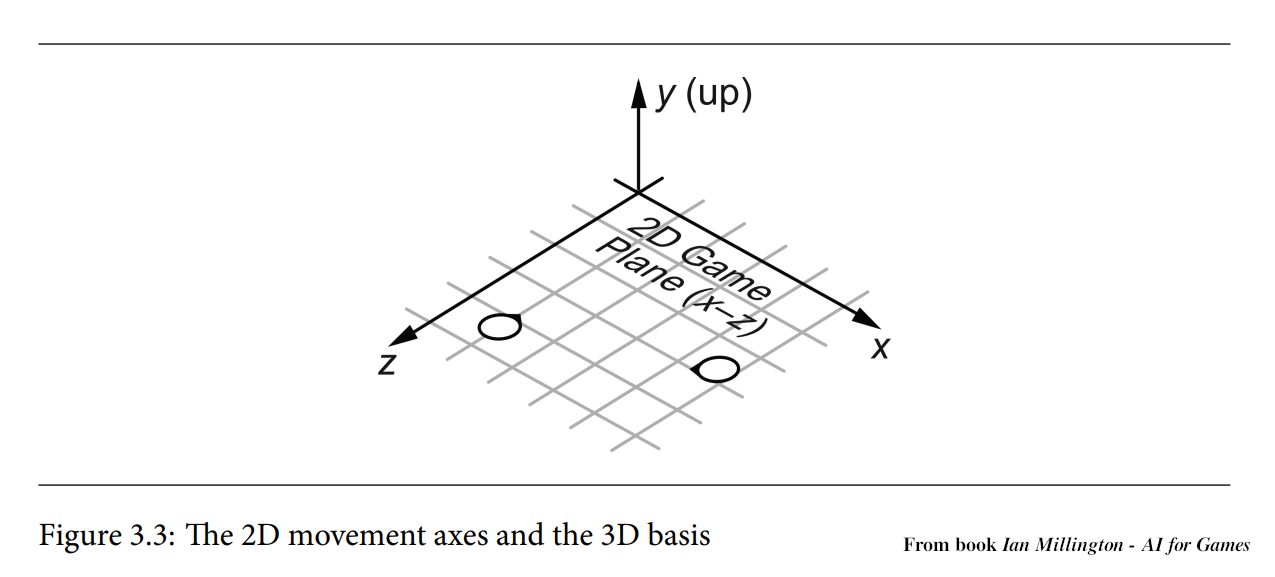 y (up)
2D Game
Plane (x–z)
z
x
Figure 3.3: The 2D movement axes and the 3D basis
From book Ian Millington - AI for Games